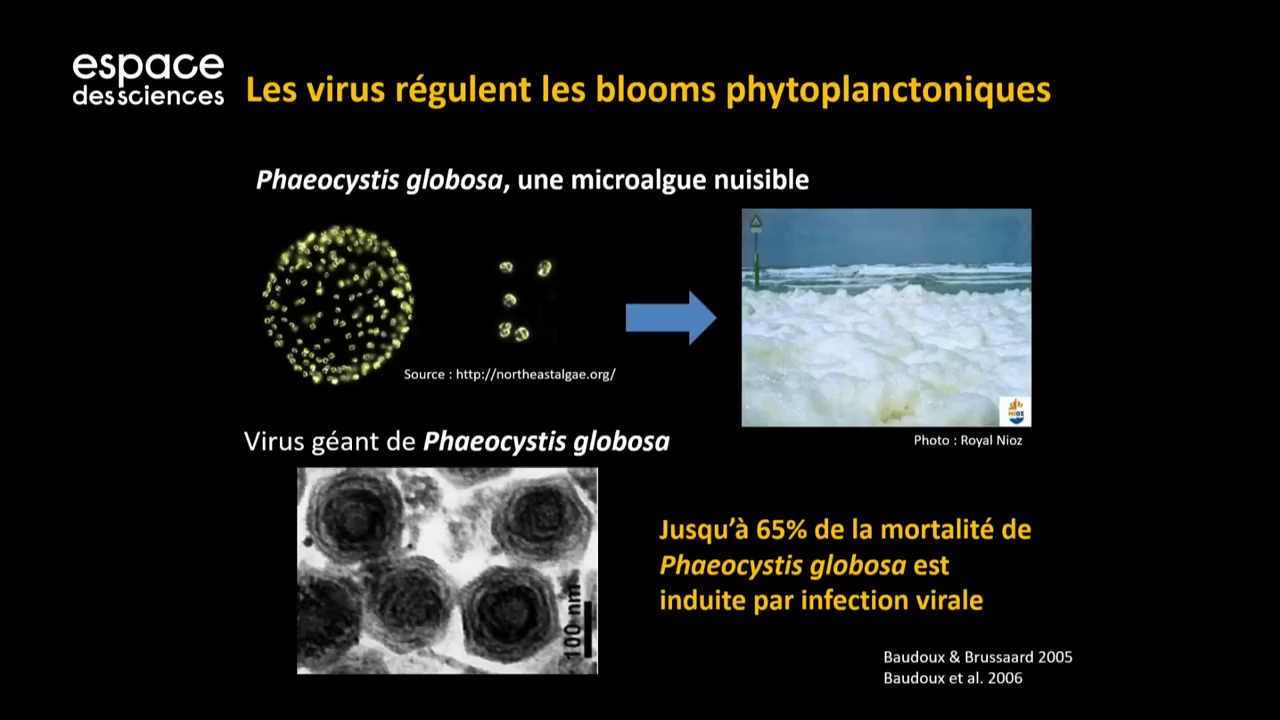 espace
des sciences
Les virus régulent les blooms phytoplanctoniques
Phaeocystis globosa, une microalgue nuisible
Source : http://northeastalgae.org/
NIOZ
Photo : Royal Nioz
Virus géant de Phaeocystis globosa
100 nm
Jusqu'à 65% de la mortalité de
Phaeocystis globosa est
induite par infection virale
Baudoux & Brussaard 2005
Baudoux et al. 2006